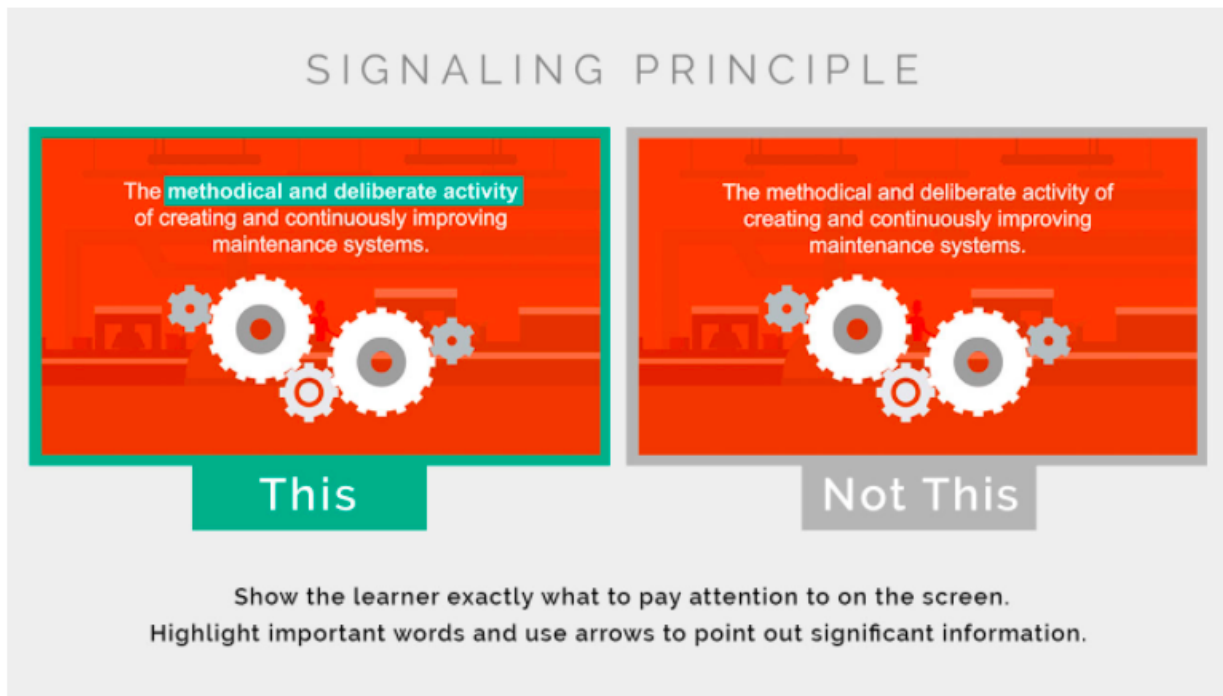 SIGNALING PRINCIPLE
The methodical and deliberate activity
of creating and continuously improving
maintenance systems.
This
The methodical and deliberate activity of
creating and continuously improving
maintenance systems.
Not This
Show the learner exactly what to pay attention to on the screen.
Highlight important words and use arrows to point out significant information.